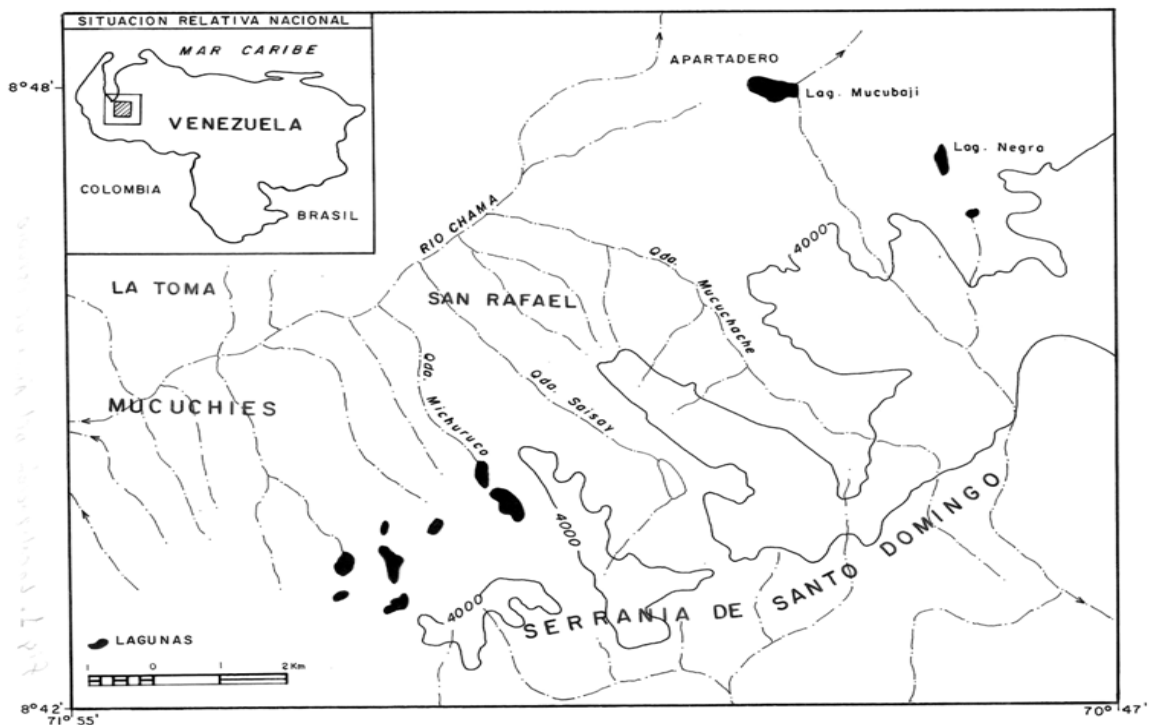 SITUACION RELATIVA NACIONAL
MAR CARIBE
VENEZUELA
COLOMBIA
BRASIL
8°48'
APARTADERO
Lag. Mucubaji
Lag. Negra
RIO CHAMA
4000
Qda. Mucuchache
LA TOMA
SAN RAFAEL
Qda. Michuruco
Qda. Saisay
MUCUCHIES
4000
4000
SERRANIA DE SANTO DOMINGO
LAGUNAS
1 0 1 2 Km
8°42'
71°55'
70°47'